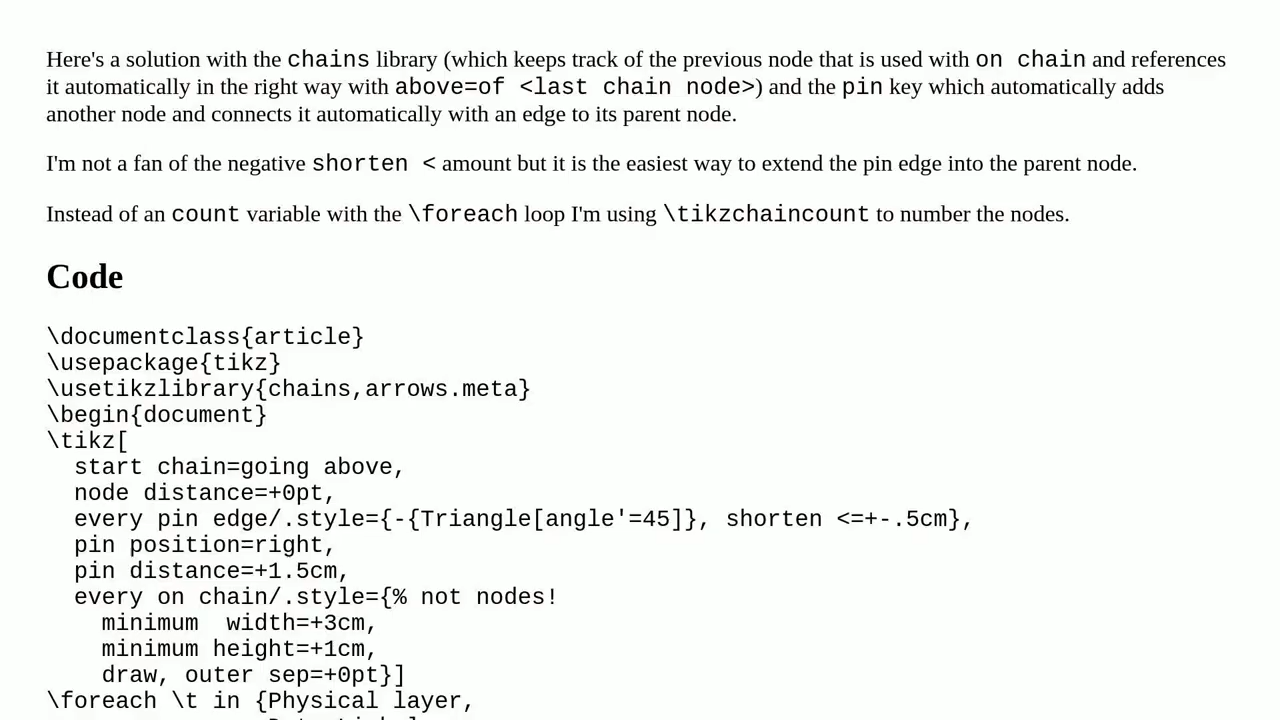 Here's a solution with the chains library (which keeps track of the previous node that is used with on chain and references
it automatically in the right way with above=of <last chain node>) and the pin key which automatically adds
another node and connects it automatically with an edge to its parent node.
I'm not a fan of the negative shorten < amount but it is the easiest way to extend the pin edge into the parent node.
Instead of an count variable with the \foreach loop I'm using \tikzchaincount to number the nodes.
Code
\documentclass{article}
\usepackage{tikz}
\usetikzlibrary{chains,arrows.meta}
\begin{document}
\tikz[
  start chain=going above,
  node distance=+0pt,
  every pin edge/.style={-{Triangle[angle'=45]}, shorten <=+-.5cm},
  pin position=right,
  pin distance=+1.5cm,
  every on chain/.style={% not nodes!
    minimum  width=+3cm,
    minimum height=+1cm,
    draw, outer sep=+0pt}]
\foreach \t in {Physical layer,